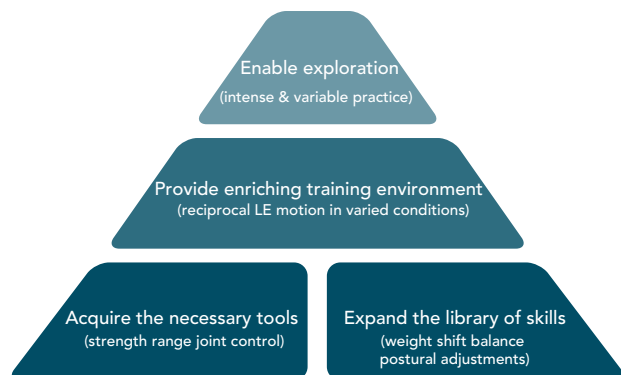 Enable exploration
(intense & variable practice)
Provide enriching training environment
(reciprocal LE motion in varied conditions)
Acquire the necessary tools
(strength range joint control)
Expand the library of skills
(weight shift balance
postural adjustments)